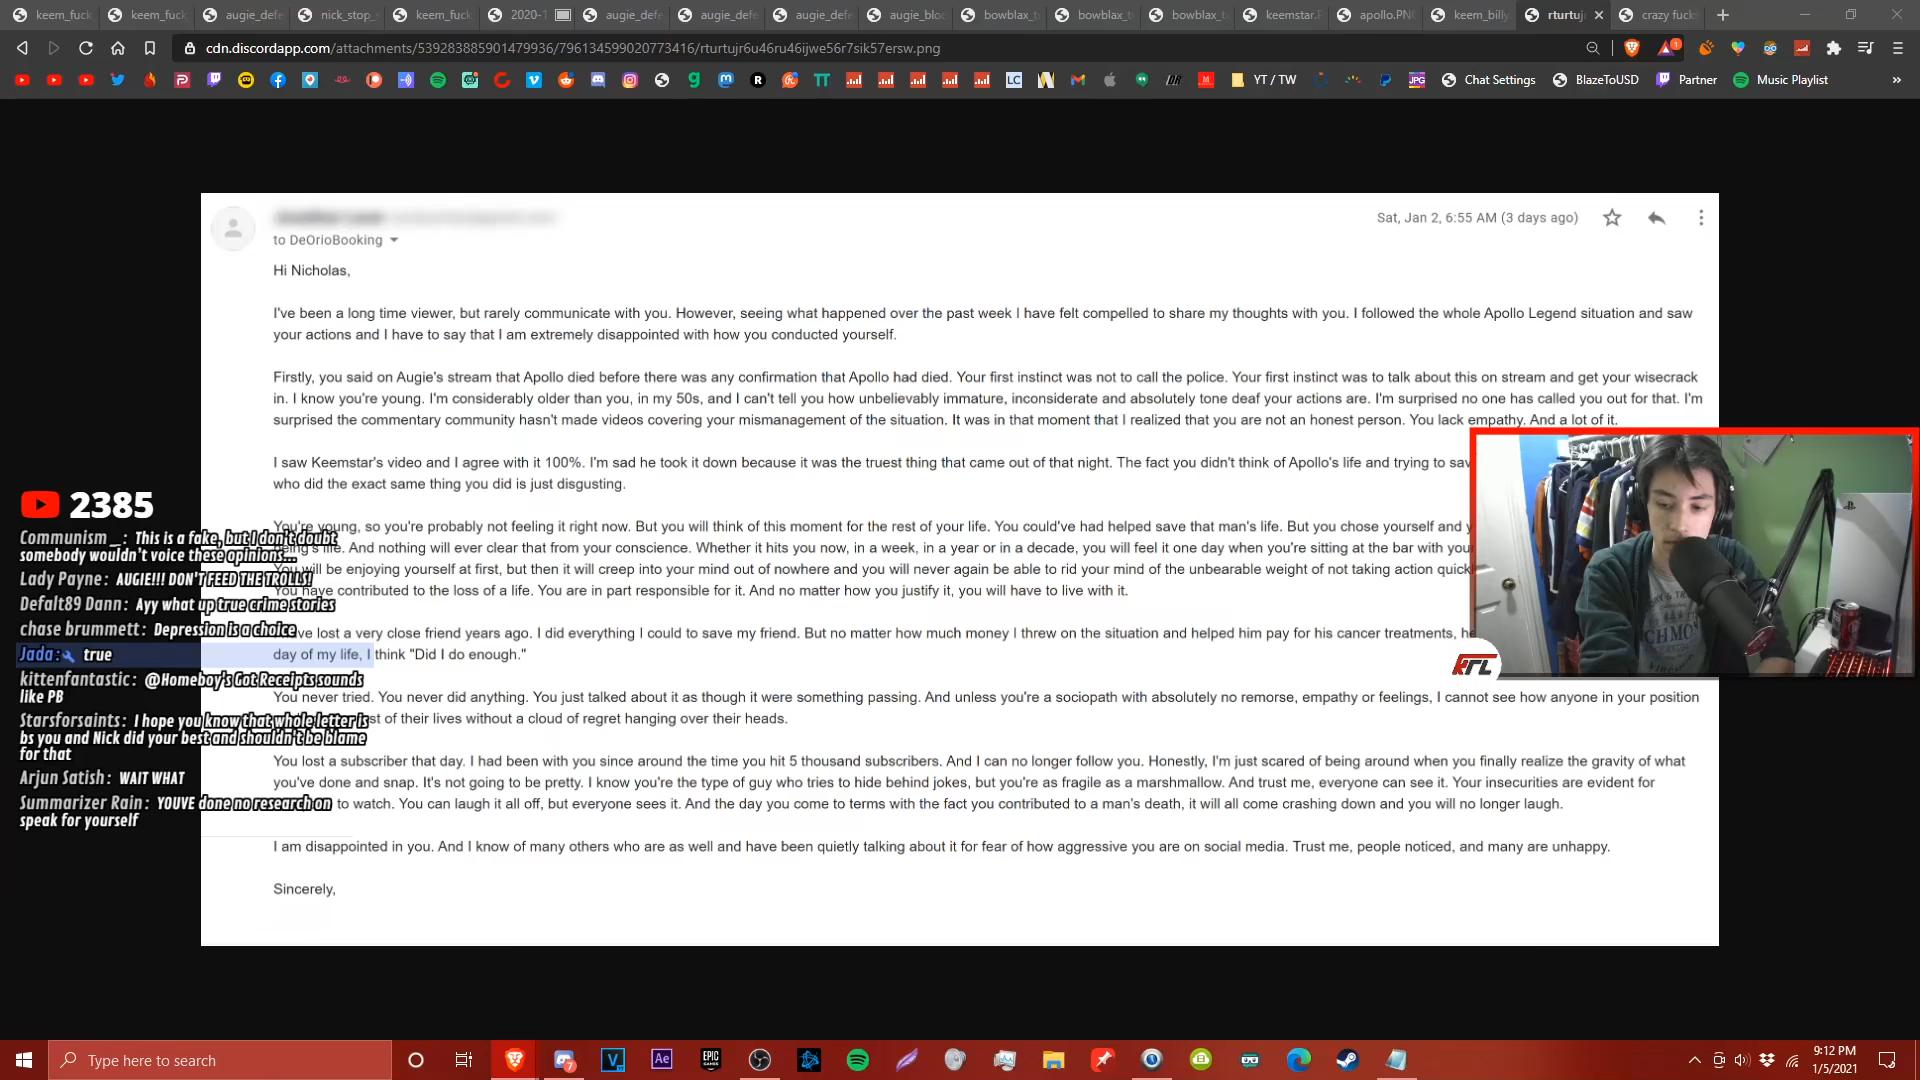 keem_fuck
keem_fuck
augie_defe
nick_stop_
keem_fuck
2020-1
augie_defe
augie_defe
augie_defe
augie_bloc
bowblax_t
bowblax_t
bowblax_t
keemstar.P
apollo.PNG
keem_billy
rturtujr
crazy fuck
cdn.discordapp.com/attachments/539283885901479936/796134599020773416/rturtujr6u46ru46ijwe56r7sik57ersw.png
YT / TW
Chat Settings
BlazeToUSD
Partner
Music Playlist
Sat, Jan 2, 6:55 AM (3 days ago)
to DeOrioBooking
Hi Nicholas,
I've been a long time viewer, but rarely communicate with you. However, seeing what happened over the past week I have felt compelled to share my thoughts with you. I followed the whole Apollo Legend situation and saw
your actions and I have to say that I am extremely disappointed with how you conducted yourself.
Firstly, you said on Augie's stream that Apollo died before there was any confirmation that Apollo had died. Your first instinct was not to call the police. Your first instinct was to talk about this on stream and get your wisecrack
in. I know you're young. I'm considerably older than you, in my 50s, and I can't tell you how unbelievably immature, inconsiderate and absolutely tone deaf your actions are. I'm surprised no one has called you out for that. I'm
surprised the commentary community hasn't made videos covering your mismanagement of the situation. It was in that moment that I realized that you are not an honest person. You lack empathy. And a lot of it.
I saw Keemstar's video and I agree with it 100%. I'm sad he took it down because it was the truest thing that came out of that night. The fact you didn't think of Apollo's life and trying to sav
who did the exact same thing you did is just disgusting.
You're young, so you're probably not feeling it right now. But you will think of this moment for the rest of your life. You could've had helped save that man's life. But you chose yourself and y
being's life. And nothing will ever clear that from your conscience. Whether it hits you now, in a week, in a year or in a decade, you will feel it one day when you're sitting at the bar with your
You will be enjoying yourself at first, but then it will creep into your mind out of nowhere and you will never again be able to rid your mind of the unbearable weight of not taking action quickl
You have contributed to the loss of a life. You are in part responsible for it. And no matter how you justify it, you will have to live with it.
have lost a very close friend years ago. I did everything I could to save my friend. But no matter how much money I threw on the situation and helped him pay for his cancer treatments, he
day of my life, I think "Did I do enough."
You never tried. You never did anything. You just talked about it as though it were something passing. And unless you're a sociopath with absolutely no remorse, empathy or feelings, I cannot see how anyone in your position
st of their lives without a cloud of regret hanging over their heads.
You lost a subscriber that day. I had been with you since around the time you hit 5 thousand subscribers. And I can no longer follow you. Honestly, I'm just scared of being around when you finally realize the gravity of what
you've done and snap. It's not going to be pretty. I know you're the type of guy who tries to hide behind jokes, but you're as fragile as a marshmallow. And trust me, everyone can see it. Your insecurities are evident for
to watch. You can laugh it all off, but everyone sees it. And the day you come to terms with the fact you contributed to a man's death, it will all come crashing down and you will no longer laugh.
I am disappointed in you. And I know of many others who are as well and have been quietly talking about it for fear of how aggressive you are on social media. Trust me, people noticed, and many are unhappy.
Sincerely,
2385
Communism_: This is a fake, but I don't doubt
somebody wouldn't voice these opinions...
Lady Payne: AUGIE!!! DON'T FEED THE TROLLS!
Defalt89 Dann: Ayy what up true crime stories
chase brummett: Depression is a choice
Jada: true
kittenfantastic: @Homeboy's Got Receipts sounds
like PB
Starsforsaints: I hope you know that whole letter is
bs you and Nick did your best and shouldn't be blame
for that
Arjun Satish: WAIT WHAT
Summarizer Rain: YOUVE done no research on
speak for yourself
KTL
Type here to search
9:12 PM
1/5/2021